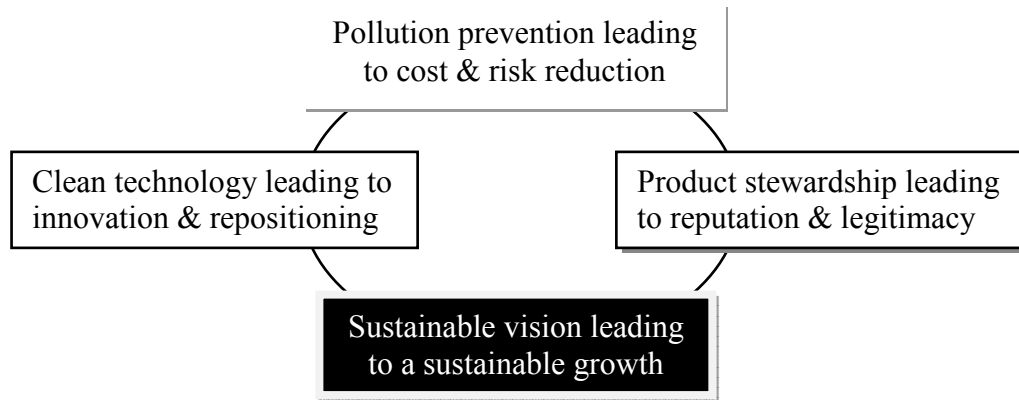 Pollution prevention leading
to cost & risk reduction
Clean technology leading to
innovation & repositioning
Product stewardship leading
to reputation & legitimacy
Sustainable vision leading
to a sustainable growth